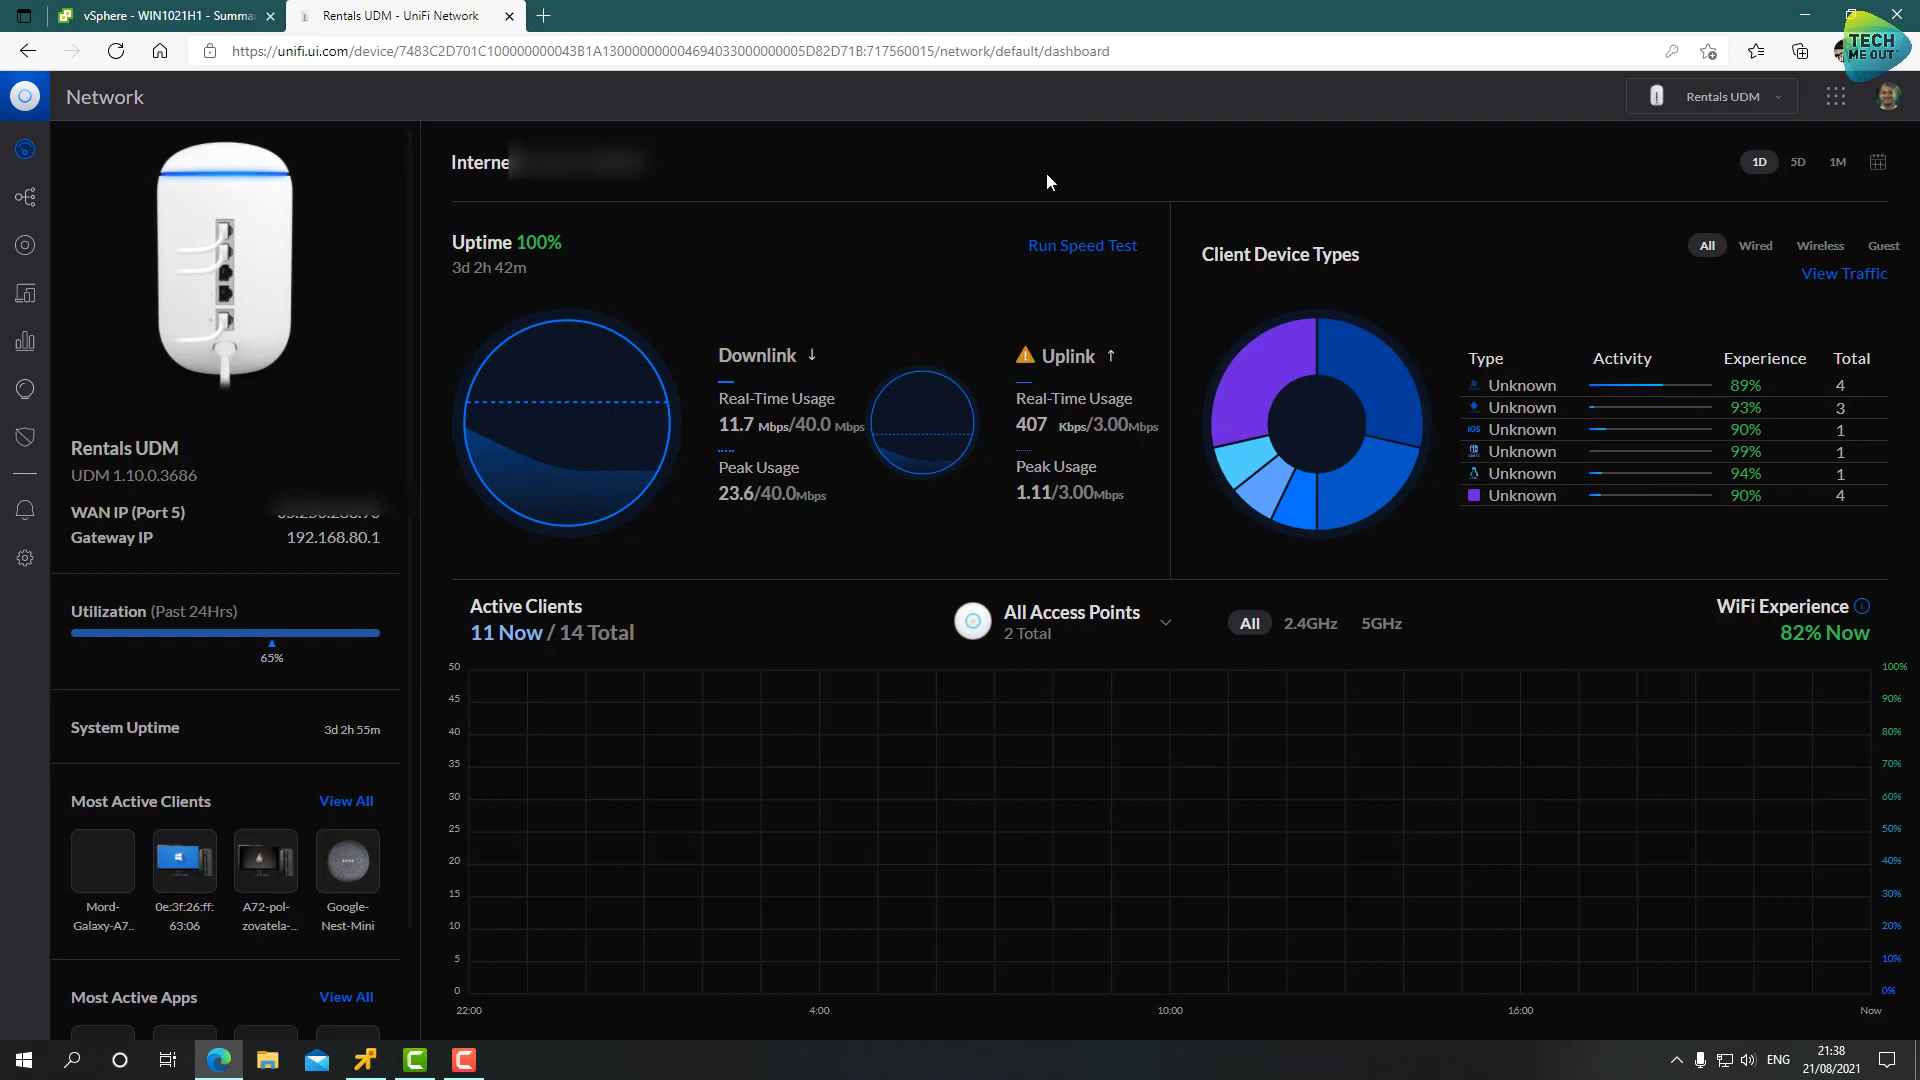 vSphere - WIN1021H1 - Summa
Rentals UDM - UniFi Network
https://unifi.ui.com/device/7483C2D701C100000000043B1A1300000000004694033000000005D82D71B:717560015/network/default/dashboard
TECH
ME OUT
Network
Rentals UDM
Interne
1D
5D
1M
Uptime 100%
3d 2h 42m
Run Speed Test
Downlink ↓
Real-Time Usage
11.7 Mbps/40.0 Mbps
Peak Usage
23.6/40.0Mbps
Uplink ↑
Real-Time Usage
407 Kbps/3.00Mbps
Peak Usage
1.11/3.00Mbps
Client Device Types
All
Wired
Wireless
Guest
View Traffic
Type
Activity
Experience
Total
Unknown 89% 4
Unknown 93% 3
iOS Unknown 90% 1
Unknown 99% 1
Unknown 94% 1
Unknown 90% 4
Rentals UDM
UDM 1.10.0.3686
WAN IP (Port 5)
Gateway IP 192.168.80.1
Utilization (Past 24Hrs)
65%
System Uptime 3d 2h 55m
Most Active Clients View All
Mord-
Galaxy-A7..
0e:3f:26:ff:
63:06
A72-pol-
zovatela-...
Google-
Nest-Mini
Most Active Apps View All
Active Clients
11 Now / 14 Total
All Access Points
2 Total
All
2.4GHz
5GHz
WiFi Experience
82% Now
50
45
40
35
30
25
20
15
10
5
0
100%
90%
80%
70%
60%
50%
40%
30%
20%
10%
0%
22:00
4:00
10:00
16:00
Now
ENG
21:38
21/08/2021